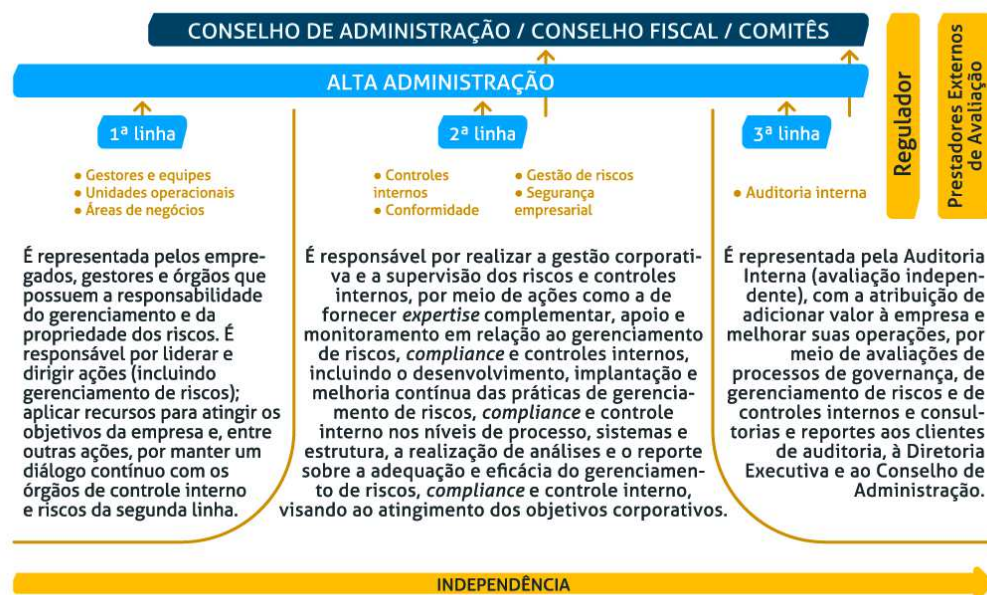 CONSELHO DE ADMINISTRAÇÃO / CONSELHO FISCAL / COMITÊS
ALTA ADMINISTRAÇÃO
1ª linha
• Gestores e equipes
• Unidades operacionais
• Áreas de negócios
É representada pelos empre-
gados, gestores e órgãos que
possuem a responsabilidade
do gerenciamento e da
propriedade dos riscos. É
responsável por liderar e
dirigir ações (incluindo
gerenciamento de riscos);
aplicar recursos para atingir os
objetivos da empresa e, entre
outras ações, por manter um
diálogo contínuo com os
órgãos de controle interno
e riscos da segunda linha.
2ª linha
• Controles
internos
• Conformidade
• Gestão de riscos
• Segurança
empresarial
É responsável por realizar a gestão corporati-
va e a supervisão dos riscos e controles
internos, por meio de ações como a de
fornecer expertise complementar, apoio e
monitoramento em relação ao gerenciamento
de riscos, compliance e controles internos,
incluindo o desenvolvimento, implantação e
melhoria contínua das práticas de gerencia-
mento de riscos, compliance e controle
interno nos níveis de processo, sistemas e
estrutura, a realização de análises e o reporte
sobre a adequação e eficácia do gerenciamen-
to de riscos, compliance e controle interno,
visando ao atingimento dos objetivos corporativos.
3ª linha
• Auditoria interna
É representada pela Auditoria
Interna (avaliação indepen-
dente), com a atribuição de
adicionar valor à empresa e
melhorar suas operações, por
meio de avaliações de
processos de governança, de
gerenciamento de riscos e de
controles internos e consul-
torias e reportes aos clientes
de auditoria, à Diretoria
Executiva e ao Conselho de
Administração.
Regulador
Prestadores Externos
de Avaliação
INDEPENDÊNCIA